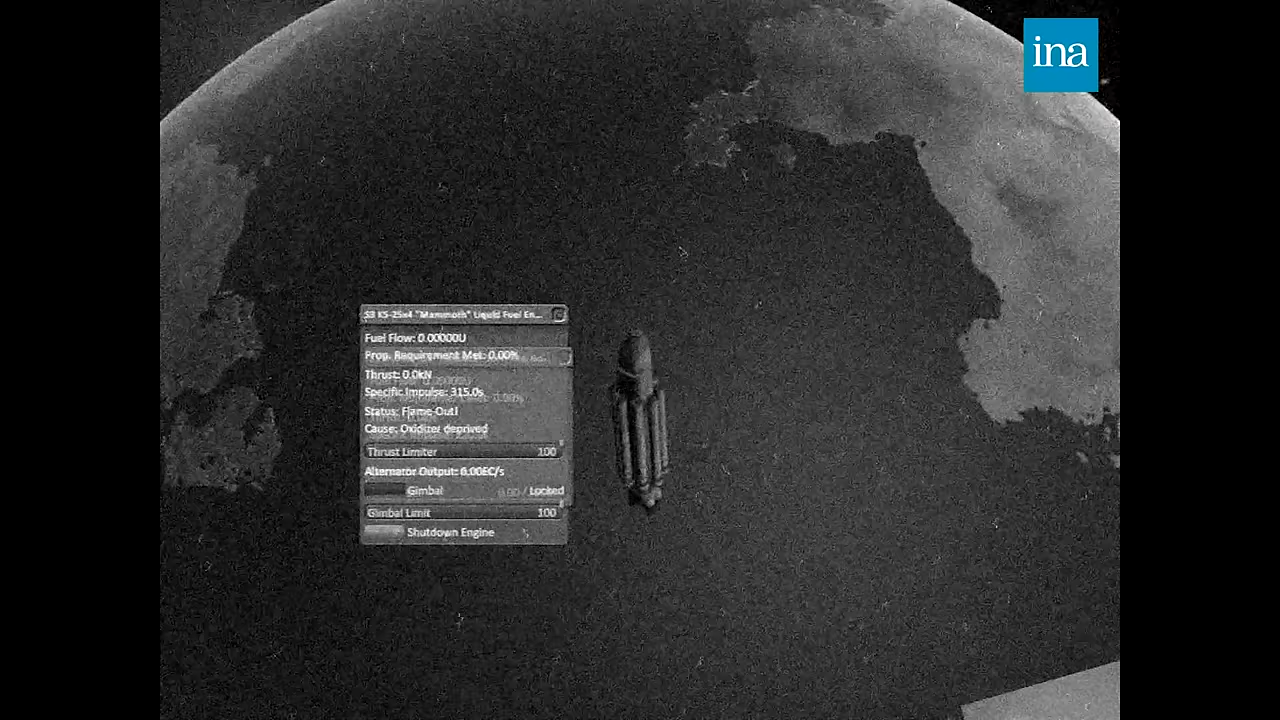 ina
S3 KS-25x4 "Mammoth" Liquid Fuel En...
Fuel Flow: 0.00000U
Prop. Requirement Met: 0.00%
Thrust: 0.0kN
Specific Impulse: 315.0s
Status: Flame-Out!
Cause: Oxidizer deprived
Thrust Limiter 100
Alternator Output: 0.00EC/s
Gimbal 0.00 / Locked
Gimbal Limit 100
Shutdown Engine